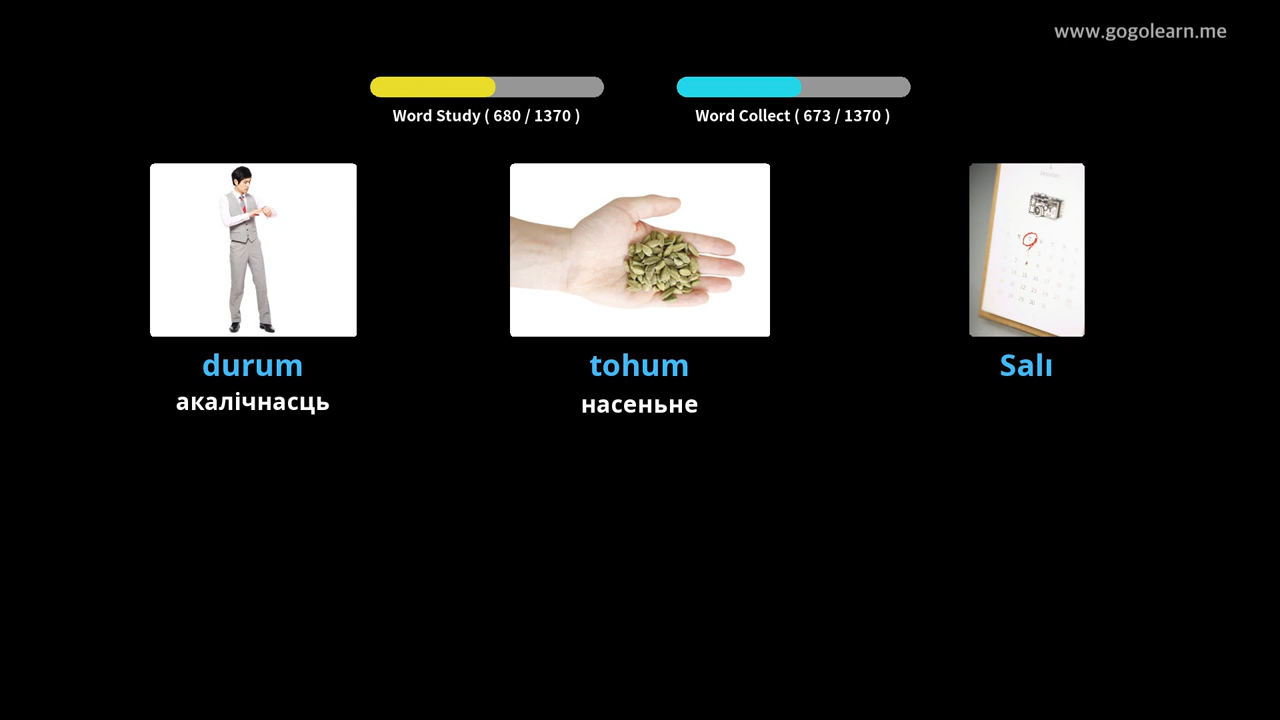 www.gogolearn.me
Word Study ( 680 / 1370 )
Word Collect ( 673 / 1370 )
durum
tohum
Salı
акалічнасць
насеньне